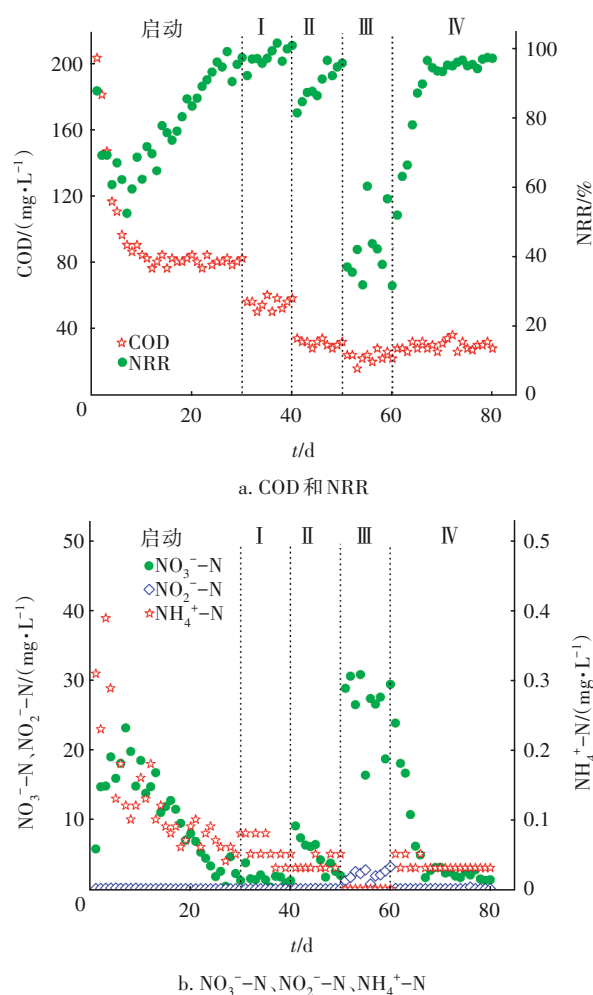 启动 Ⅰ Ⅱ Ⅲ Ⅳ
200
160
120
80
40
COD/(mg·L⁻¹)
100
80
60
40
20
0
NRR/%
COD
NRR
0 20 40 60 80
t/d
a. COD和NRR
启动 Ⅰ Ⅱ Ⅲ Ⅳ
NO₃⁻-N
NO₂⁻-N
NH₄⁺-N
50
40
30
20
10
0
NO₃⁻-N、NO₂⁻-N/(mg·L⁻¹)
0.5
0.4
0.3
0.2
0.1
0
NH₄⁺-N/(mg·L⁻¹)
0 20 40 60 80
t/d
b. NO₃⁻-N、NO₂⁻-N、NH₄⁺-N